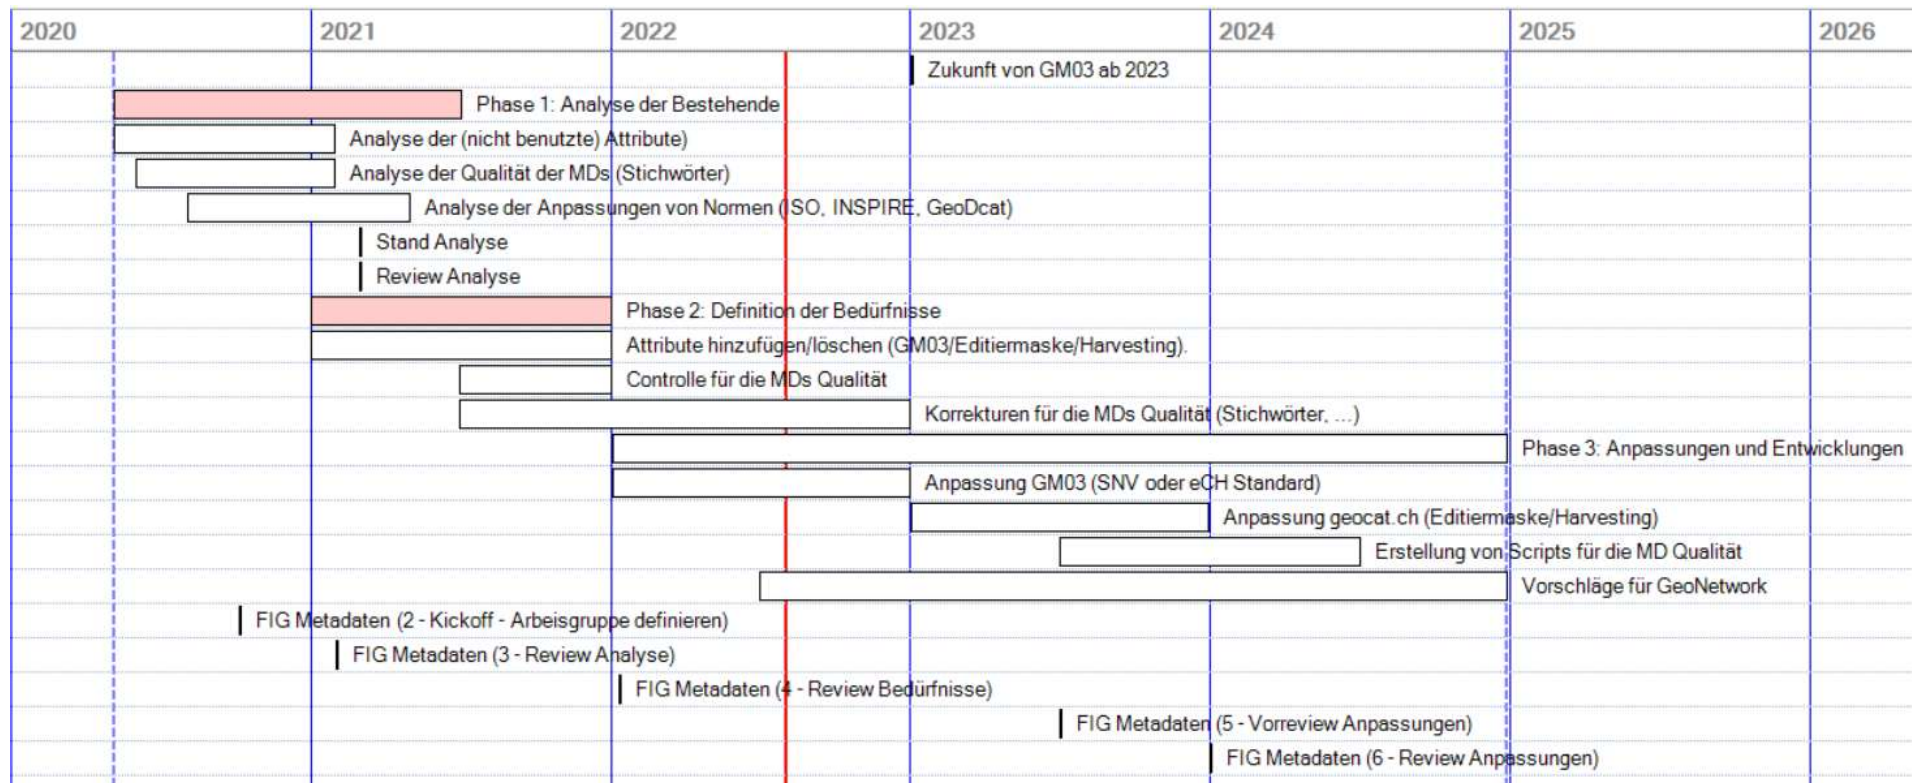 2020 2021 2022 2023 2024 2025 2026
Zukunft von GM03 ab 2023
Phase 1: Analyse der Bestehende
Analyse der (nicht benutzte) Attribute)
Analyse der Qualität der MDs (Stichwörter)
Analyse der Anpassungen von Normen (ISO, INSPIRE, GeoDcat)
Stand Analyse
Review Analyse
Phase 2: Definition der Bedürfnisse
Attribute hinzufügen/löschen (GM03/Editiermaske/Harvesting).
Controlle für die MDs Qualität
Korrekturen für die MDs Qualität (Stichwörter, ...)
Phase 3: Anpassungen und Entwicklungen
Anpassung GM03 (SNV oder eCH Standard)
Anpassung geocat.ch (Editiermaske/Harvesting)
Erstellung von Scripts für die MD Qualität
Vorschläge für GeoNetwork
FIG Metadaten (2 - Kickoff - Arbeisgruppe definieren)
FIG Metadaten (3 - Review Analyse)
FIG Metadaten (4 - Review Bedürfnisse)
FIG Metadaten (5 - Vorreview Anpassungen)
FIG Metadaten (6 - Review Anpassungen)